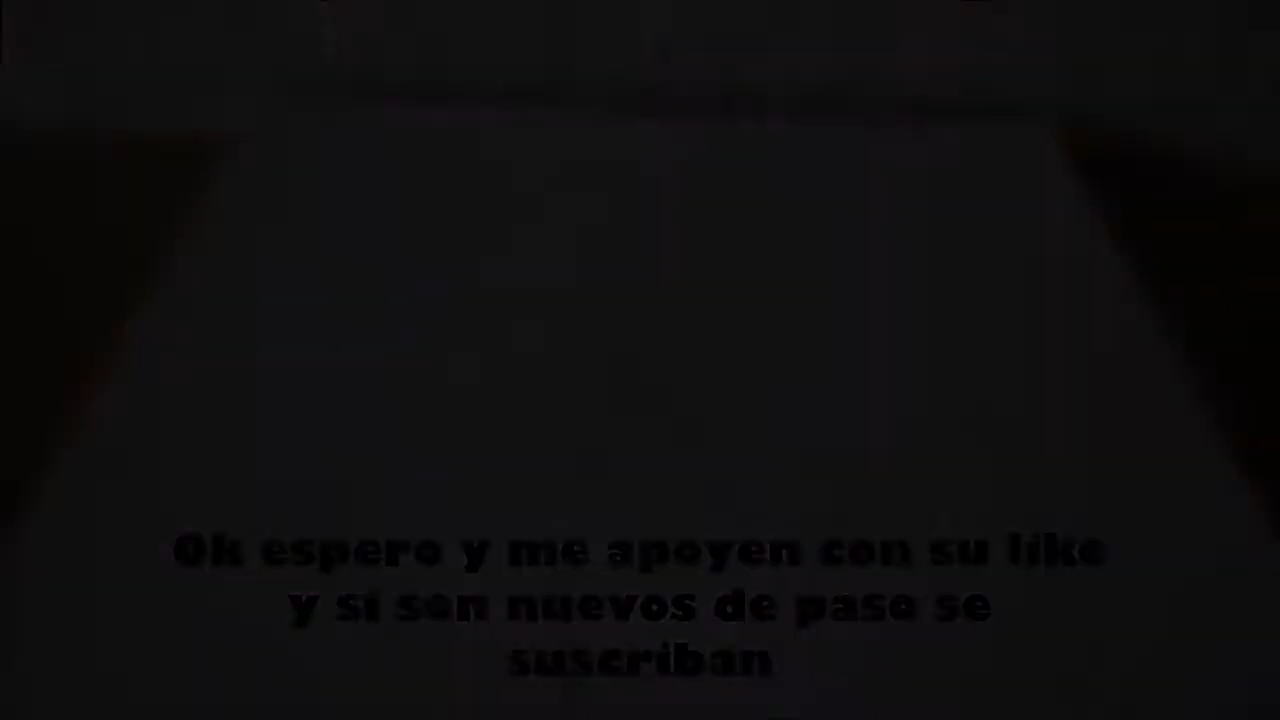 Ok espero y me apoyen con su like
y si son nuevos de paso se
suscriban